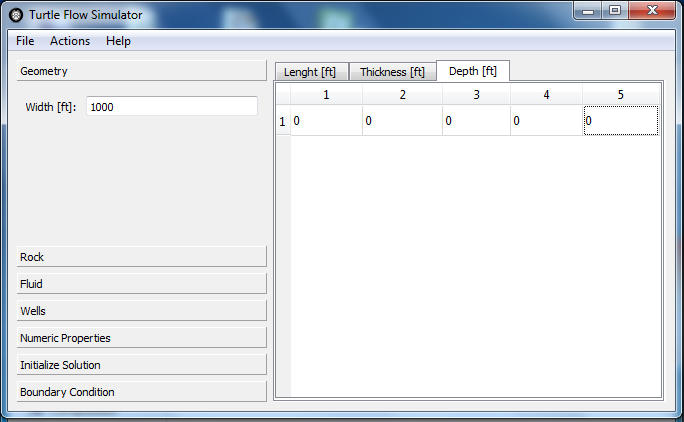 Turtle Flow Simulator
File Actions Help
Geometry
Width [ft]: 1000
Rock
Fluid
Wells
Numeric Properties
Initialize Solution
Boundary Condition
Lenght [ft] Thickness [ft] Depth [ft]
1 2 3 4 5
1 0 0 0 0 0